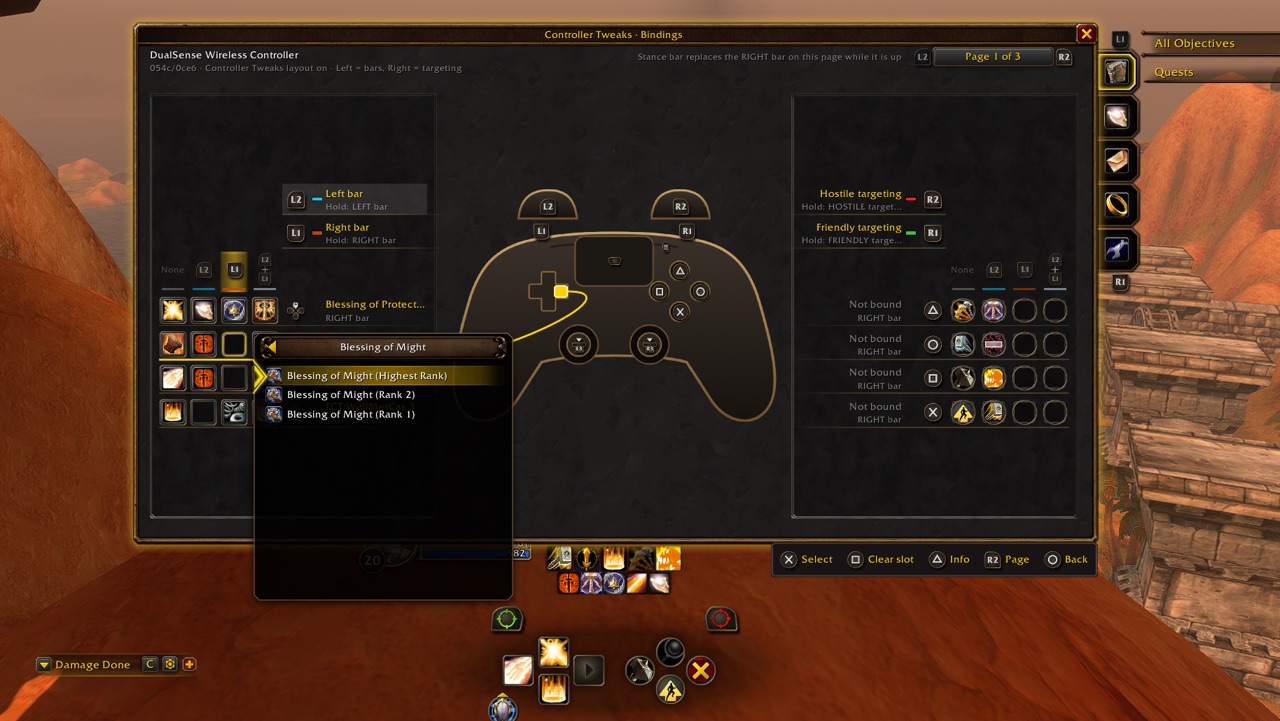 Controller Tweaks · Bindings
DualSense Wireless Controller
054c/0ce6 · Controller Tweaks layout on · Left = bars, Right = targeting
Stance bar replaces the RIGHT bar on this page while it is up
L2
Page 1 of 3
R2
L1
All Objectives
Quests
L2
Left bar
Hold: LEFT bar
L1
Right bar
Hold: RIGHT bar
L2
R2
L1
R1
Hostile targeting
Hold: HOSTILE target...
R2
Friendly targeting
Hold: FRIENDLY targe...
R1
None
L2
L1
L2
+
L1
None
L2
L1
L2
+
L1
R1
Blessing of Protect...
RIGHT bar
Not bound
RIGHT bar
Not bound
RIGHT bar
Not bound
RIGHT bar
Not bound
RIGHT bar
Blessing of Might
Blessing of Might (Highest Rank)
Blessing of Might (Rank 2)
Blessing of Might (Rank 1)
20
82
Select
Clear slot
Info
R2
Page
Back
Damage Done
C